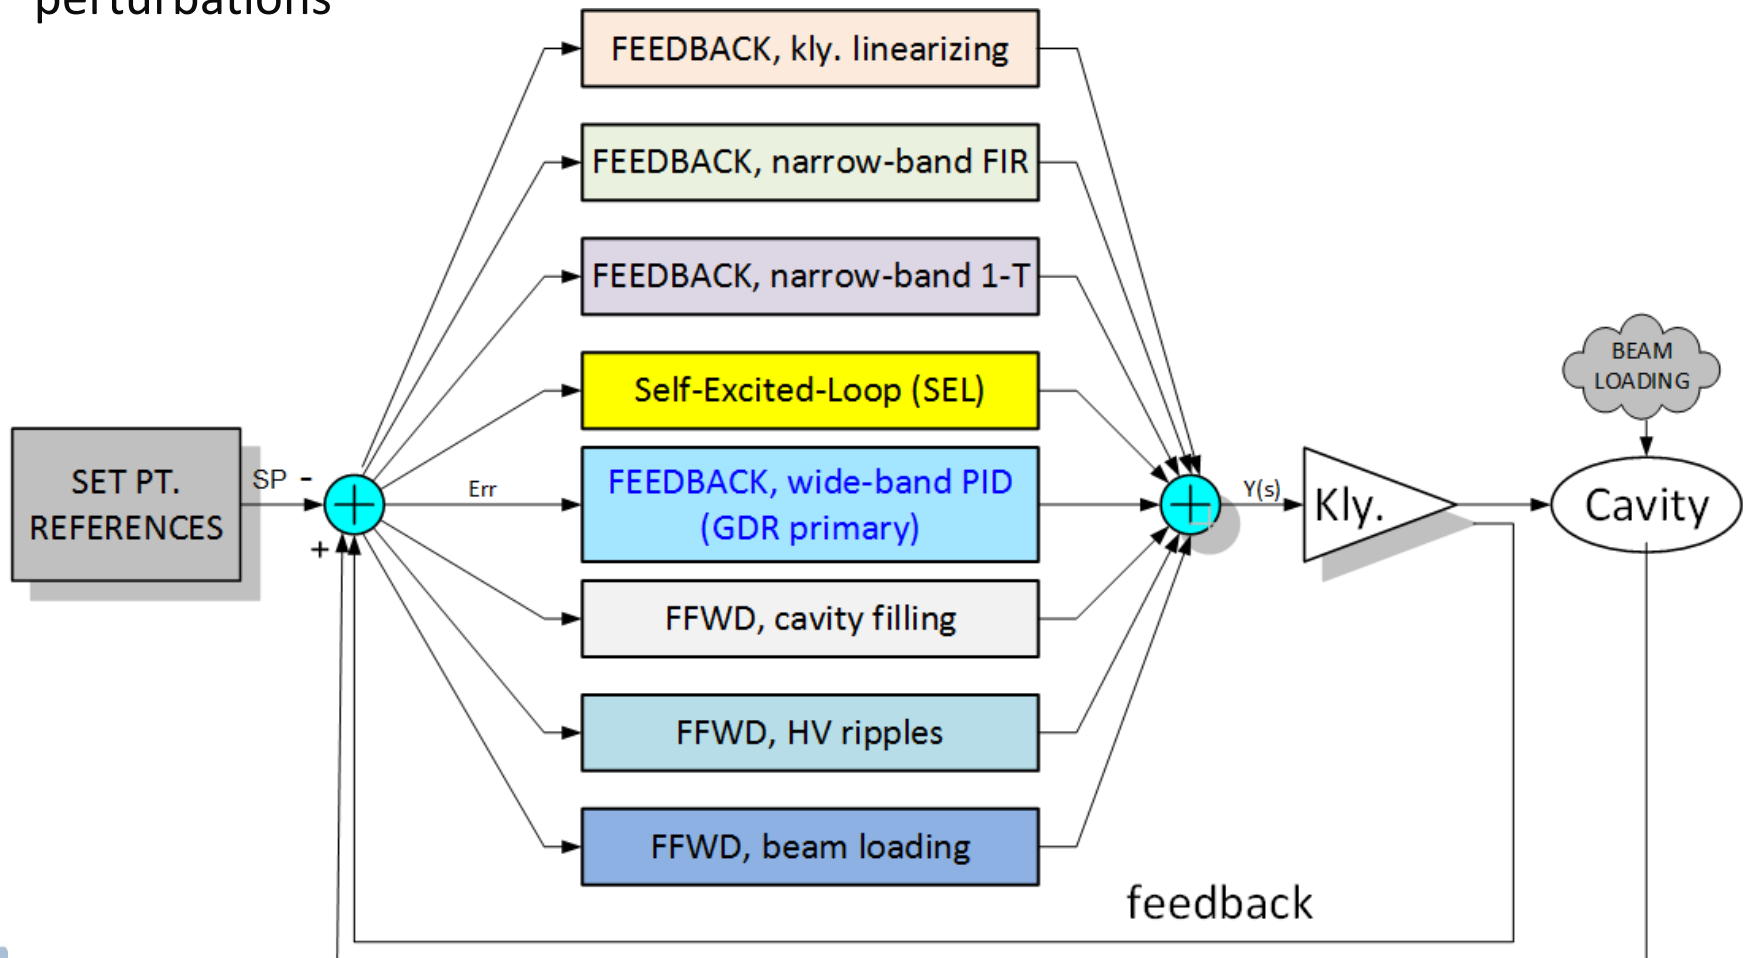 perturbations
FEEDBACK, kly. linearizing
FEEDBACK, narrow-band FIR
FEEDBACK, narrow-band 1-T
BEAM
LOADING
Self-Excited-Loop (SEL)
SET PT.
REFERENCES
SP -
+
Err
FEEDBACK, wide-band PID
(GDR primary)
Y(s)
Kly.
Cavity
FFWD, cavity filling
FFWD, HV ripples
FFWD, beam loading
feedback